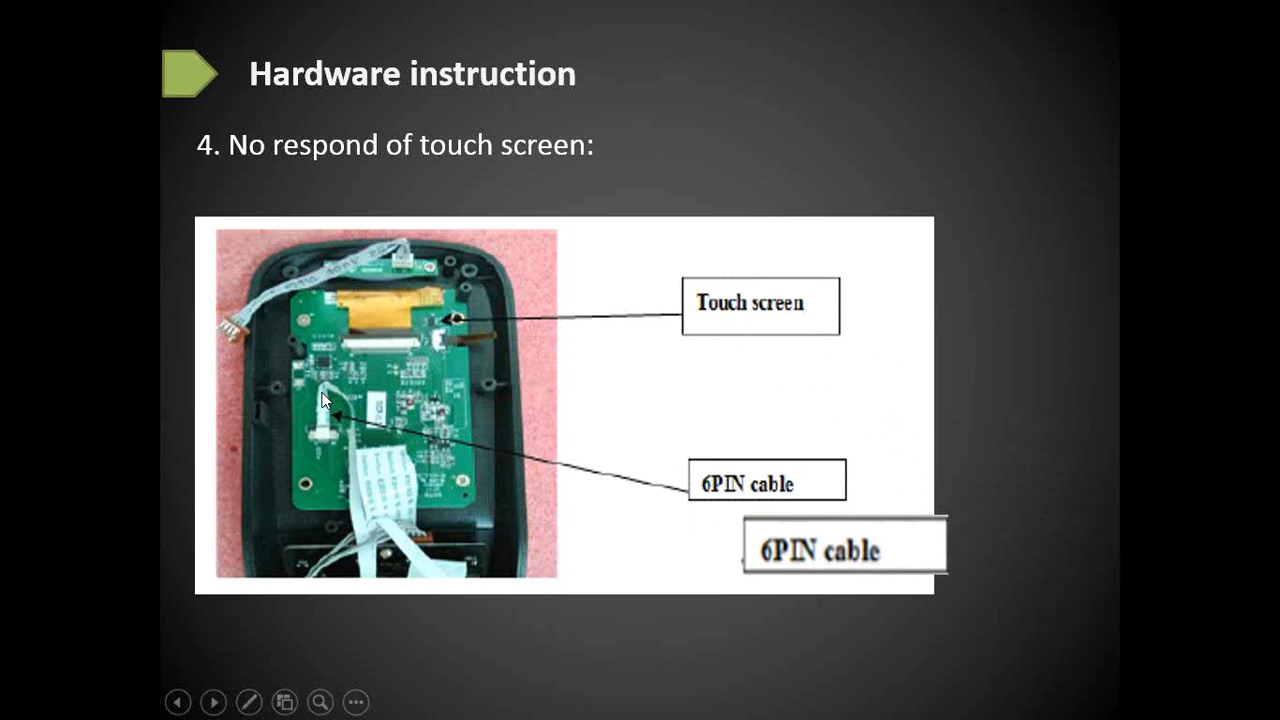 Hardware instruction
4. No respond of touch screen:
Touch screen
6PIN cable
6PIN cable